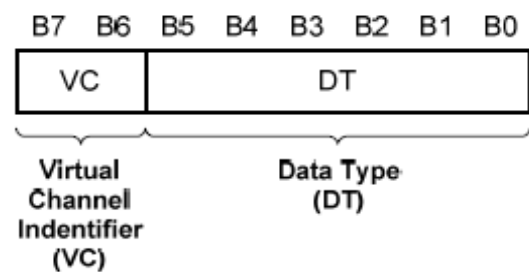 B7 B6 B5 B4 B3 B2 B1 B0
VC DT
Virtual
Channel
Indentifier
(VC)
Data Type
(DT)